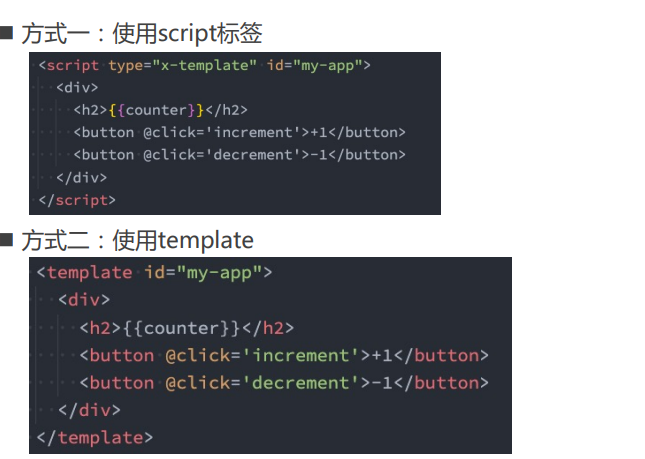 ■ 方式一：使用script标签
<script type="x-template" id="my-app">
  <div>
    <h2>{{counter}}</h2>
    <button @click='increment'>+1</button>
    <button @click='decrement'>-1</button>
  </div>
</script>
■ 方式二：使用template
<template id="my-app">
  <div>
    <h2>{{counter}}</h2>
    <button @click='increment'>+1</button>
    <button @click='decrement'>-1</button>
  </div>
</template>